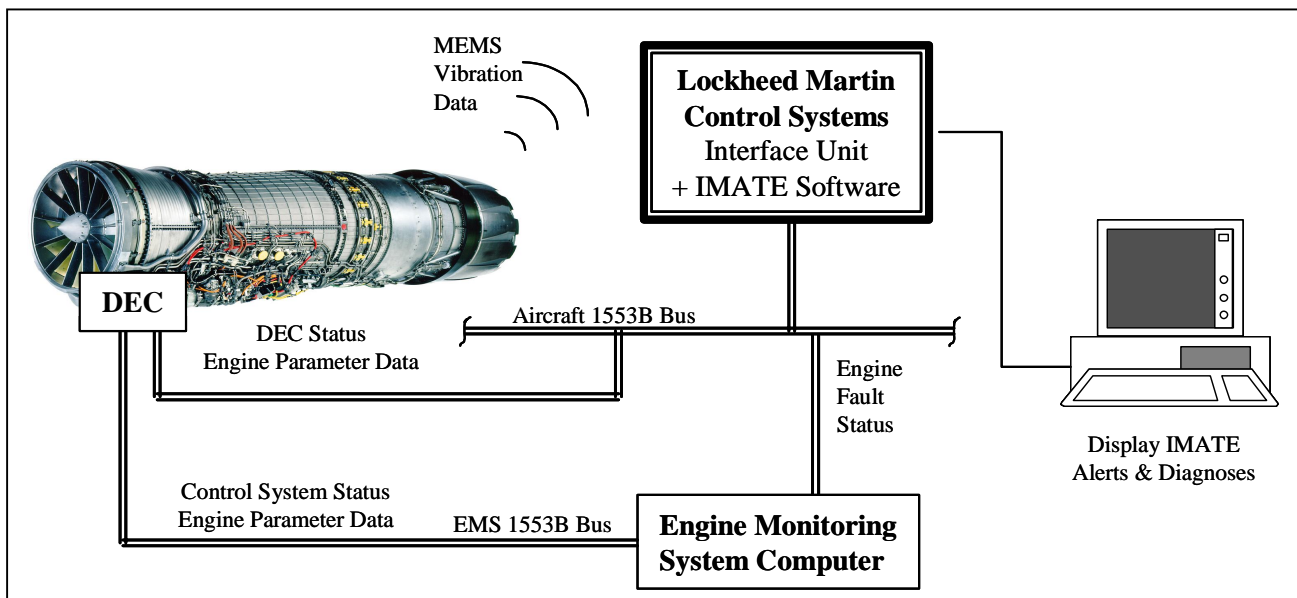 MEMS
Vibration
Data
Lockheed Martin
Control Systems
Interface Unit
+ IMATE Software
DEC
DEC Status
Engine Parameter Data
Aircraft 1553B Bus
Engine
Fault
Status
Display IMATE
Alerts & Diagnoses
Control System Status
Engine Parameter Data
EMS 1553B Bus
Engine Monitoring
System Computer